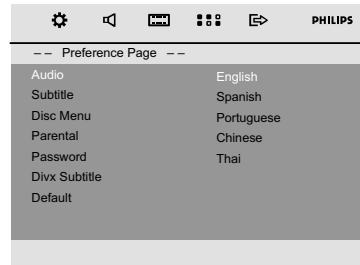 PHILIPS
-- Preference Page --
Audio English
Subtitle Spanish
Disc Menu Portuguese
Parental Chinese
Password Thai
Divx Subtitle
Default